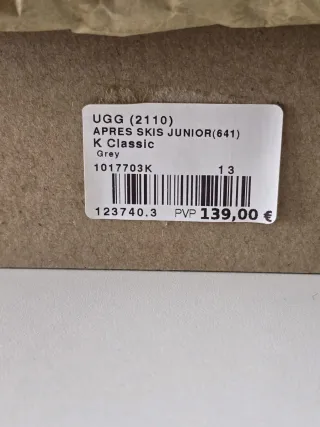 UGG (2110)
APRES SKIS JUNIOR(641)
K Classic
Grey
1017703K 13
123740.3 PVP 139,00 €